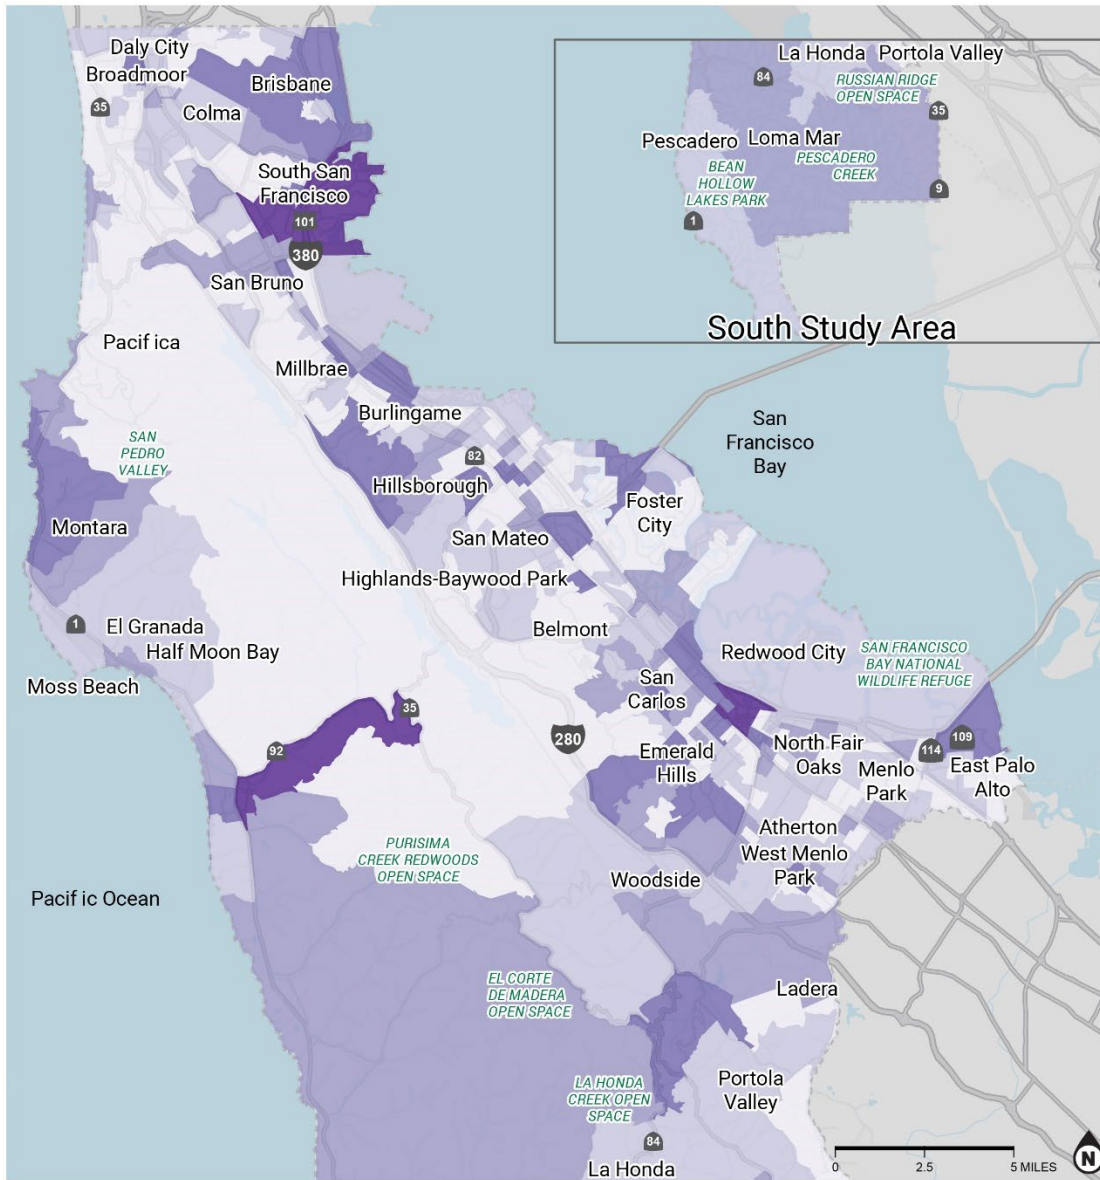 Daly City
Broadmoor
Brisbane
35
Colma
South San
Francisco
101
380
San Bruno
Pacif ica
Millbrae
Burlingame
SAN
PEDRO
VALLEY
82
Hillsborough
Foster
City
Montara
San Mateo
Highlands-Baywood Park
1
El Granada
Half Moon Bay
Belmont
Moss Beach
San
Carlos
Redwood City
SAN FRANCISCO
BAY NATIONAL
WILDLIFE REFUGE
35
92
280
Emerald
Hills
North Fair
Oaks
109
114
Menlo
Park
East Palo
Alto
Atherton
West Menlo
Park
PURISIMA
CREEK REDWOODS
OPEN SPACE
Woodside
Pacif ic Ocean
EL CORTE
DE MADERA
OPEN SPACE
Ladera
LA HONDA
CREEK OPEN
SPACE
Portola
Valley
84
La Honda
San
Francisco
Bay
La Honda
Portola Valley
84
RUSSIAN RIDGE
OPEN SPACE
35
Pescadero
Loma Mar
PESCADERO
CREEK
BEAN
HOLLOW
LAKES PARK
9
1
South Study Area
0 2.5 5 MILES
N